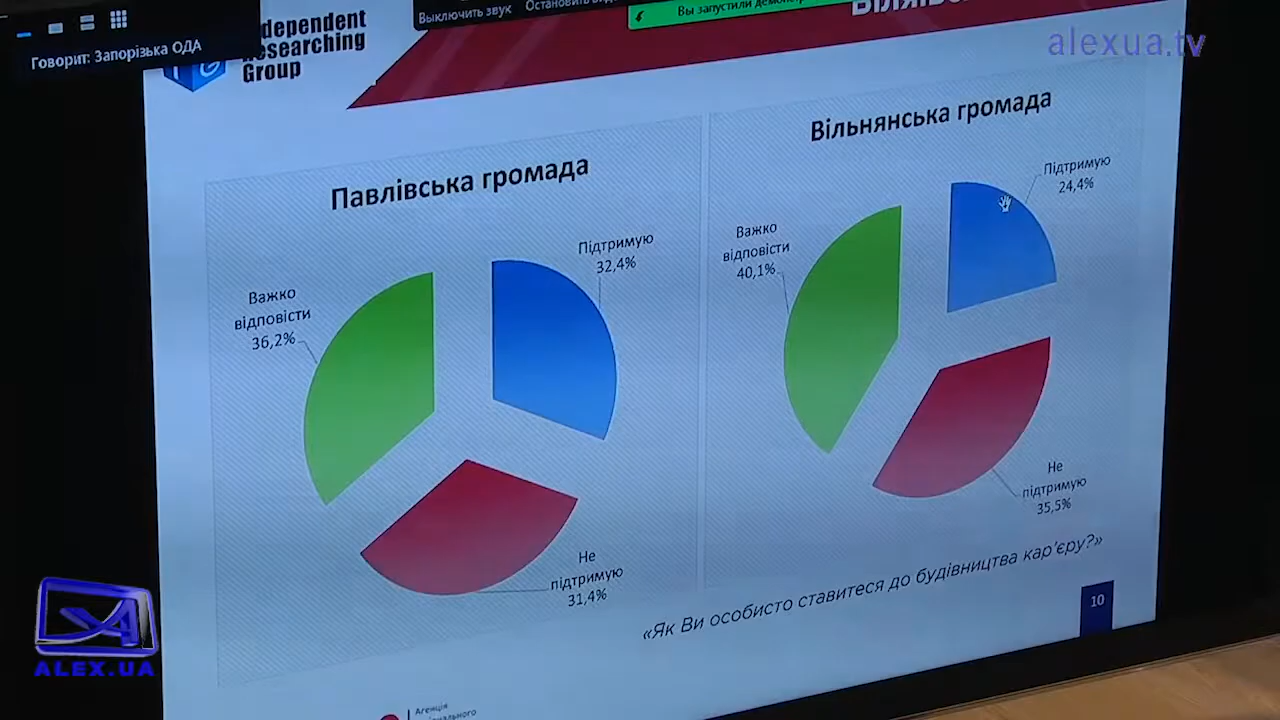 Говорит: Запорізька ОДА
Выключить звук
Остановить
Вы запустили
alexua.tv
Independent
Researching
Group
Павлівська громада
Підтримую
32,4%
Важко
відповісти
36,2%
Не
підтримую
31,4%
Вільнянська громада
Підтримую
24,4%
Важко
відповісти
40,1%
Не
підтримую
35,5%
«Як Ви особисто ставитеся до будівництва кар'єру?»
10
Агенція
ALEX.UA